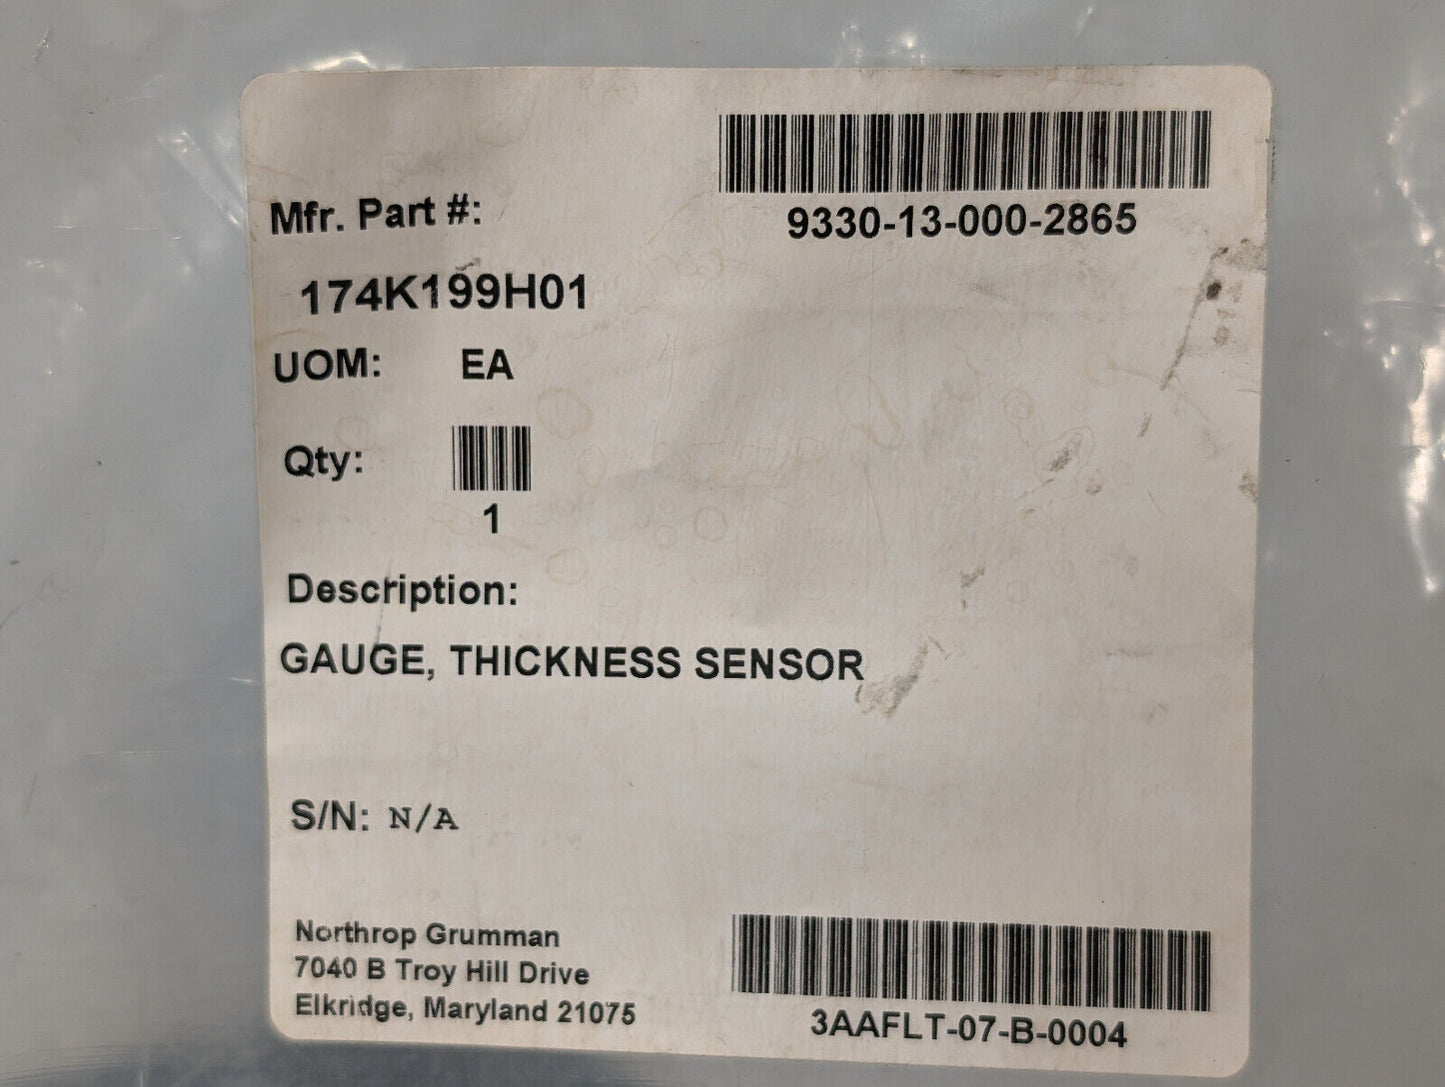 9330-13-000-2865
Mfr. Part #:
174K199H01
UOM: EA
Qty:
1
Description:
GAUGE, THICKNESS SENSOR
S/N: N/A
Northrop Grumman
7040 B Troy Hill Drive
Elkridge, Maryland 21075
3AAFLT-07-B-0004